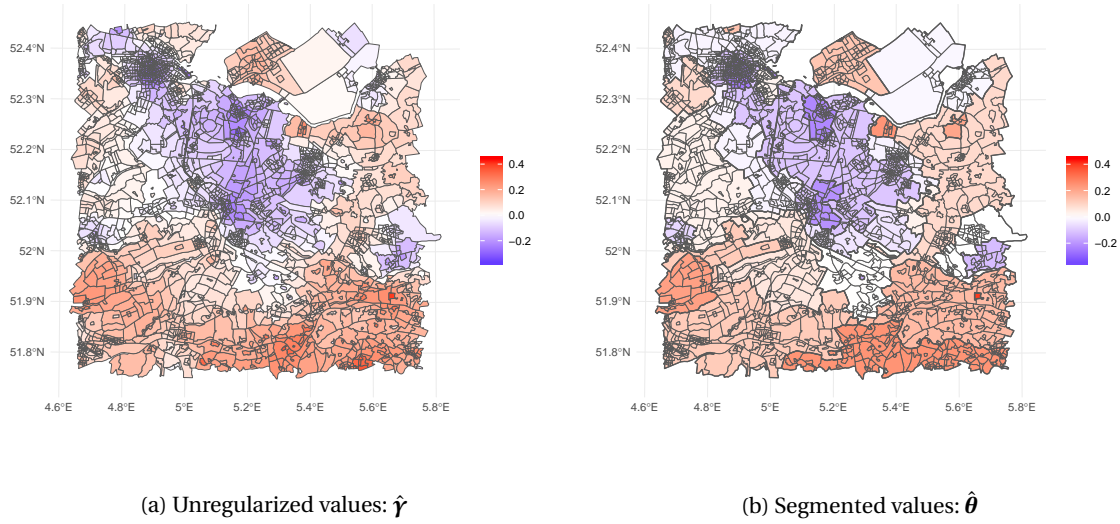 52.4°N
52.3°N
52.2°N
52.1°N
52°N
51.9°N
51.8°N
4.6°E 4.8°E 5°E 5.2°E 5.4°E 5.6°E 5.8°E
0.4
0.2
0.0
−0.2
52.4°N
52.3°N
52.2°N
52.1°N
52°N
51.9°N
51.8°N
4.6°E 4.8°E 5°E 5.2°E 5.4°E 5.6°E 5.8°E
0.4
0.2
0.0
−0.2
(a) Unregularized values: γ̂
(b) Segmented values: θ̂